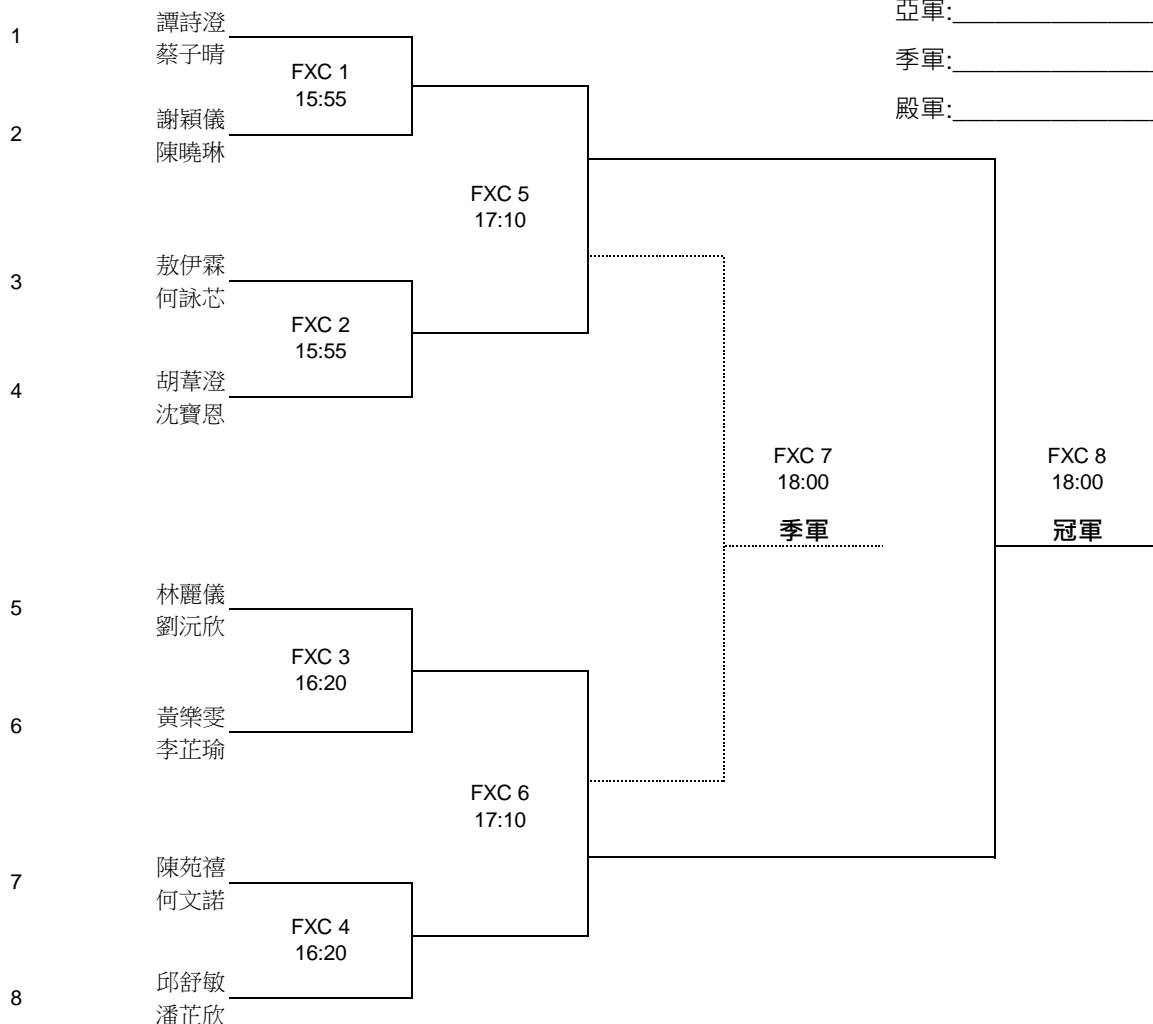 亞軍:
季軍:
殿軍:
1
譚詩澄
蔡子晴
FXC 1
15:55
2
謝穎儀
陳曉琳
FXC 5
17:10
3
敖伊霖
何詠芯
FXC 2
15:55
4
胡葦澄
沈寶恩
FXC 7
18:00
季軍
FXC 8
18:00
冠軍
5
林麗儀
劉沅欣
FXC 3
16:20
6
黃樂雯
李芷瑜
FXC 6
17:10
7
陳苑禧
何文諾
FXC 4
16:20
8
邱舒敏
潘芷欣